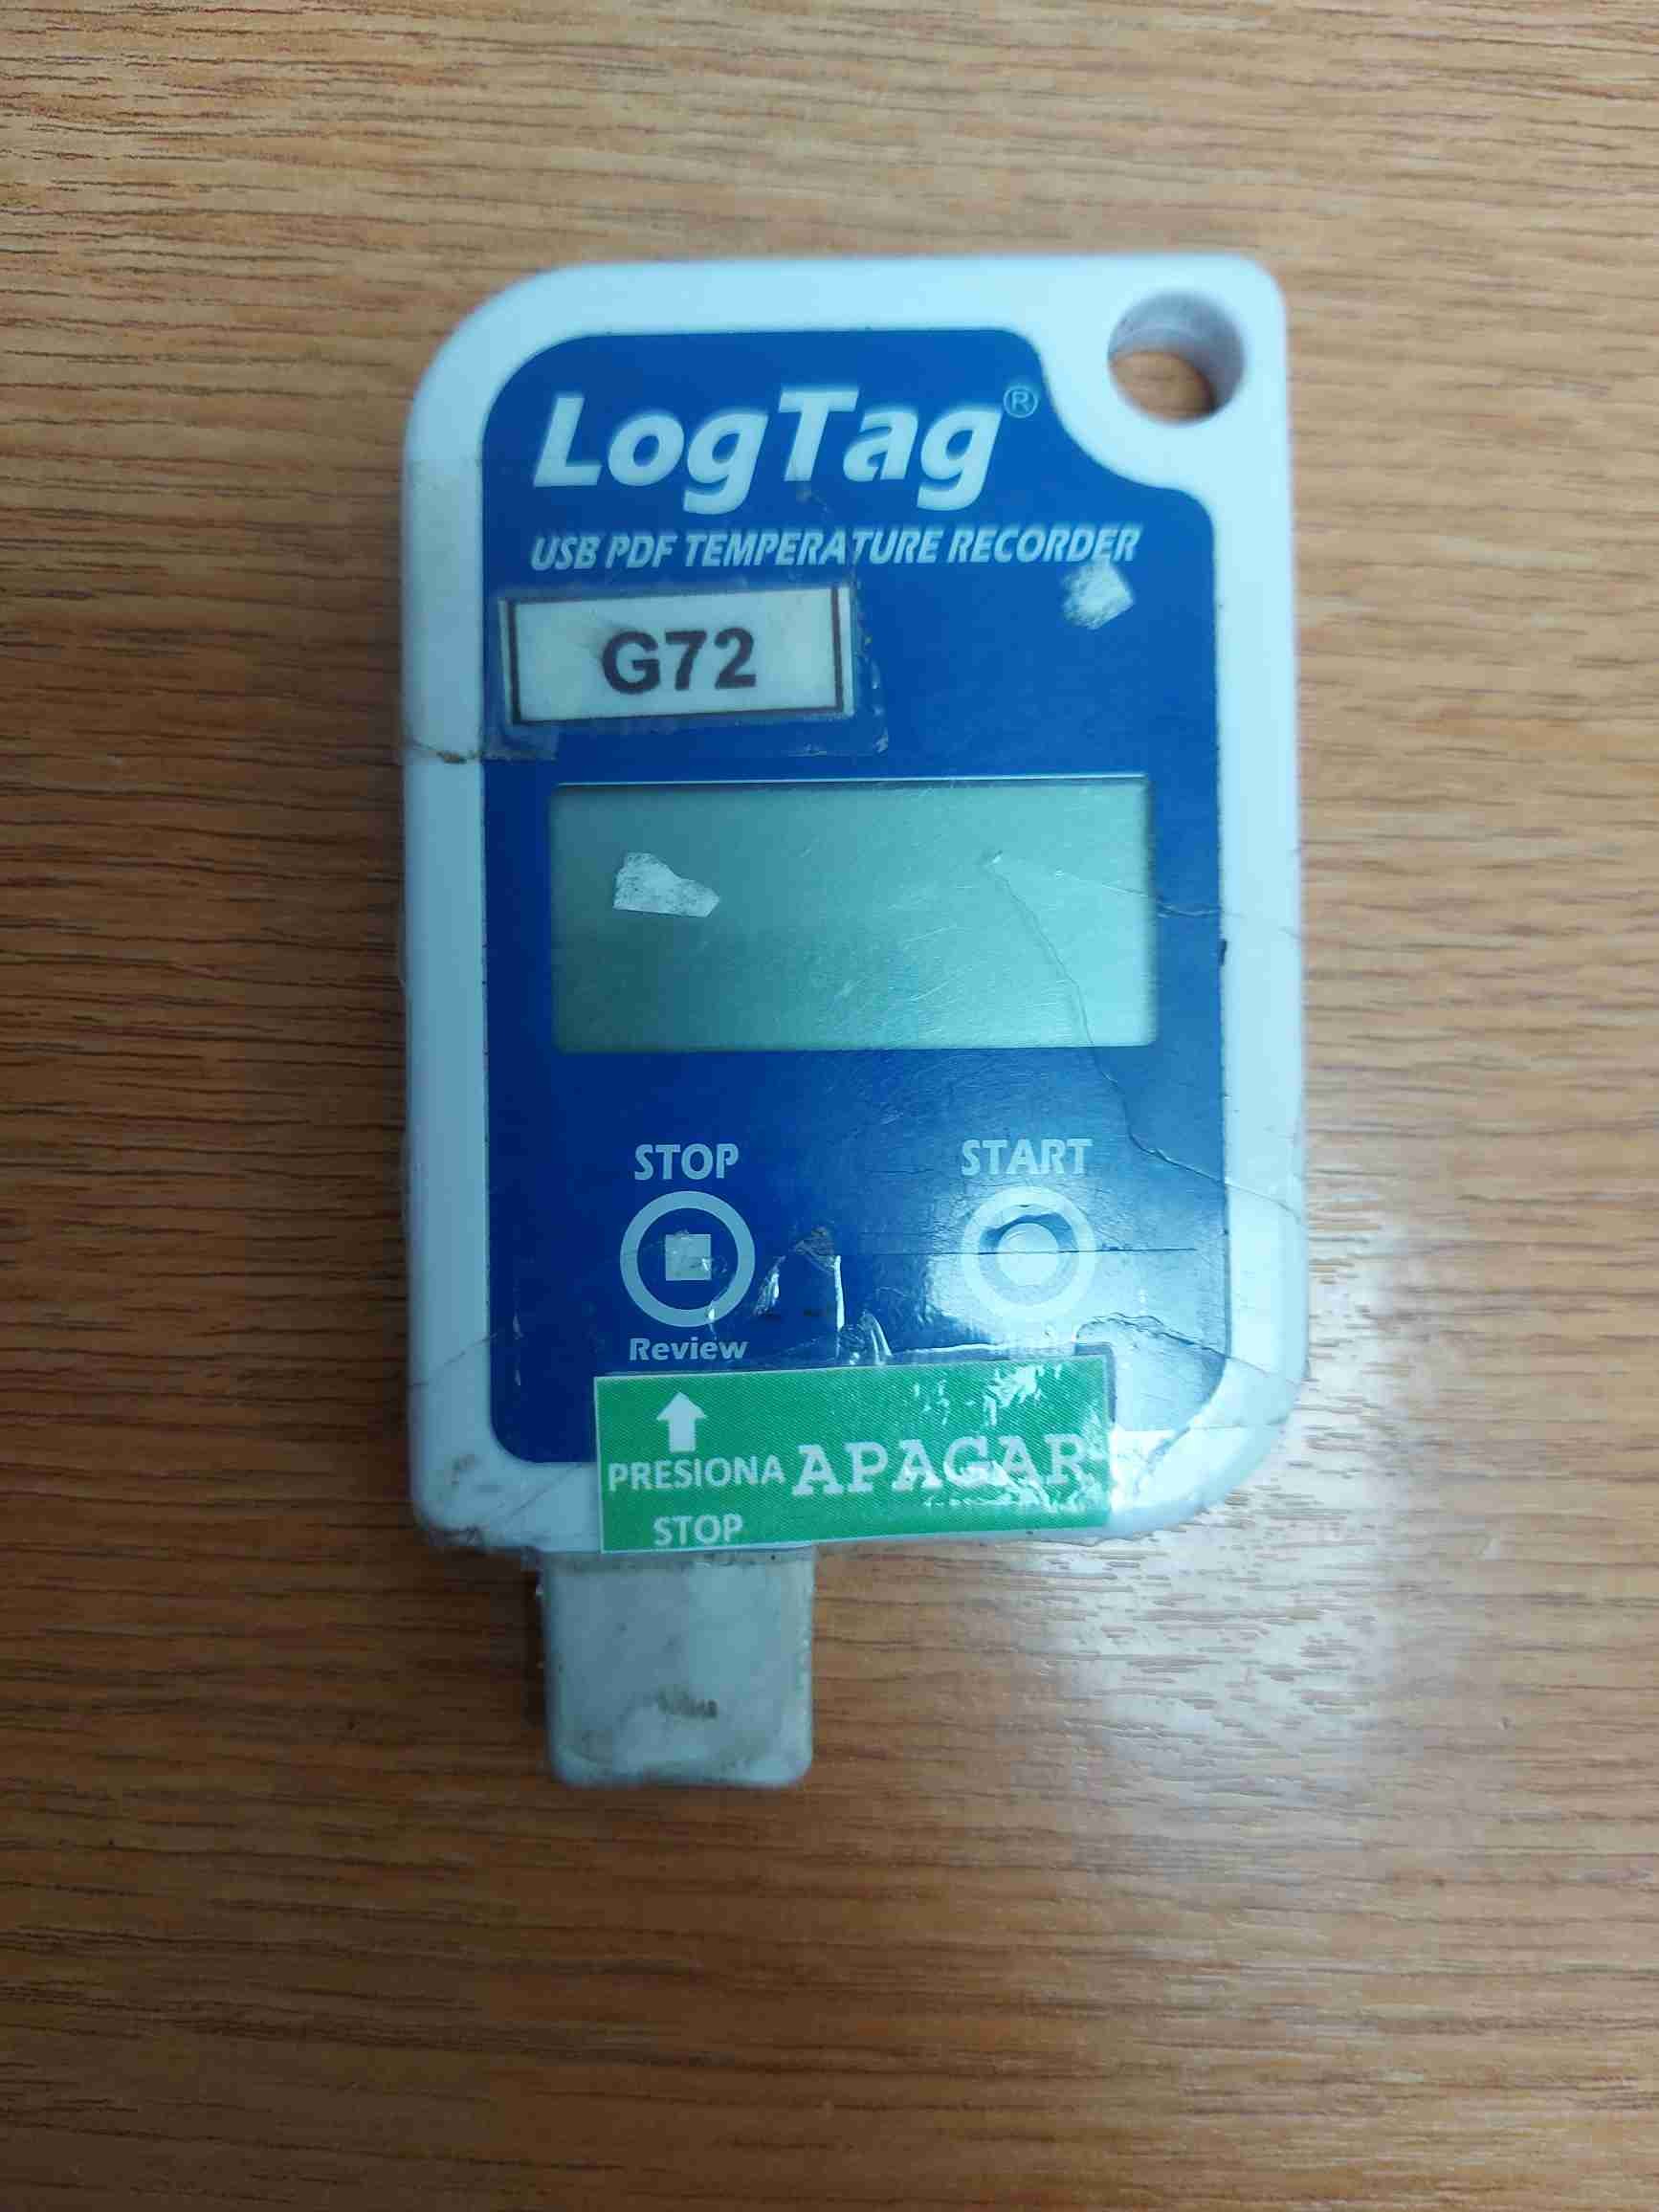 LogTag®
USB PDF TEMPERATURE RECORDER
G72
STOP
START
Review
PRESIONA APAGAR
STOP